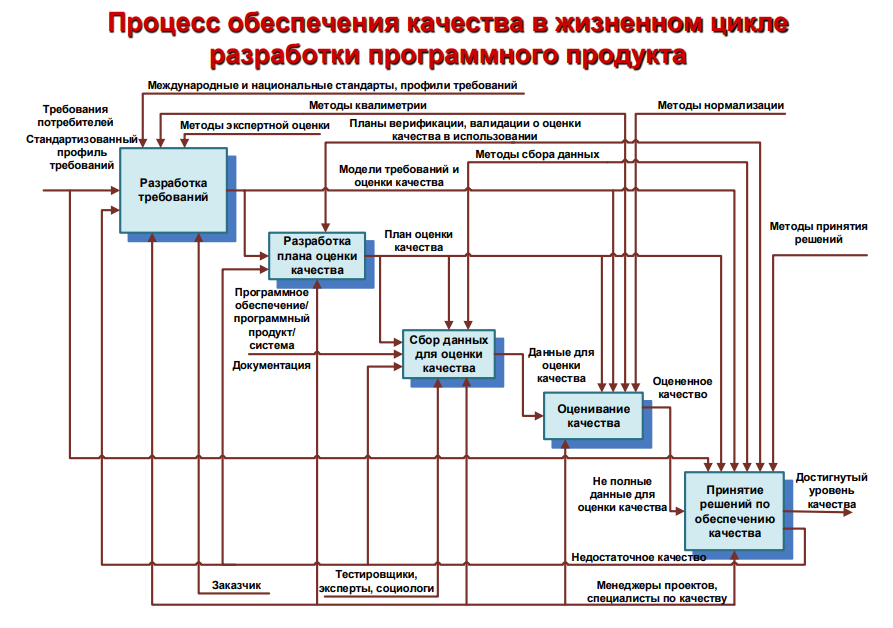 Процесс обеспечения качества в жизненном цикле
разработки программного продукта
Международные и национальные стандарты, профили требований
Требования
потребителей
Методы квалиметрии
Методы нормализации
Стандартизованный
профиль
требований
Методы экспертной оценки
Планы верификации, валидации о оценки
качества в использовании
Методы сбора данных
Модели требований и
оценки качества
Разработка
требований
Методы принятия
решений
План оценки
качества
Разработка
плана оценки
качества
Программное
обеспечение/
программный
продукт/
система
Документация
Сбор данных
для оценки
качества
Данные для
оценки
качества
Оцененное
качество
Оценивание
качества
Не полные
данные для
оценки качества
Принятие
решений по
обеспечению
качества
Достигнутый
уровень
качества
Недостаточное качество
Заказчик
Тестировщики,
эксперты, социологи
Менеджеры проектов,
специалисты по качеству